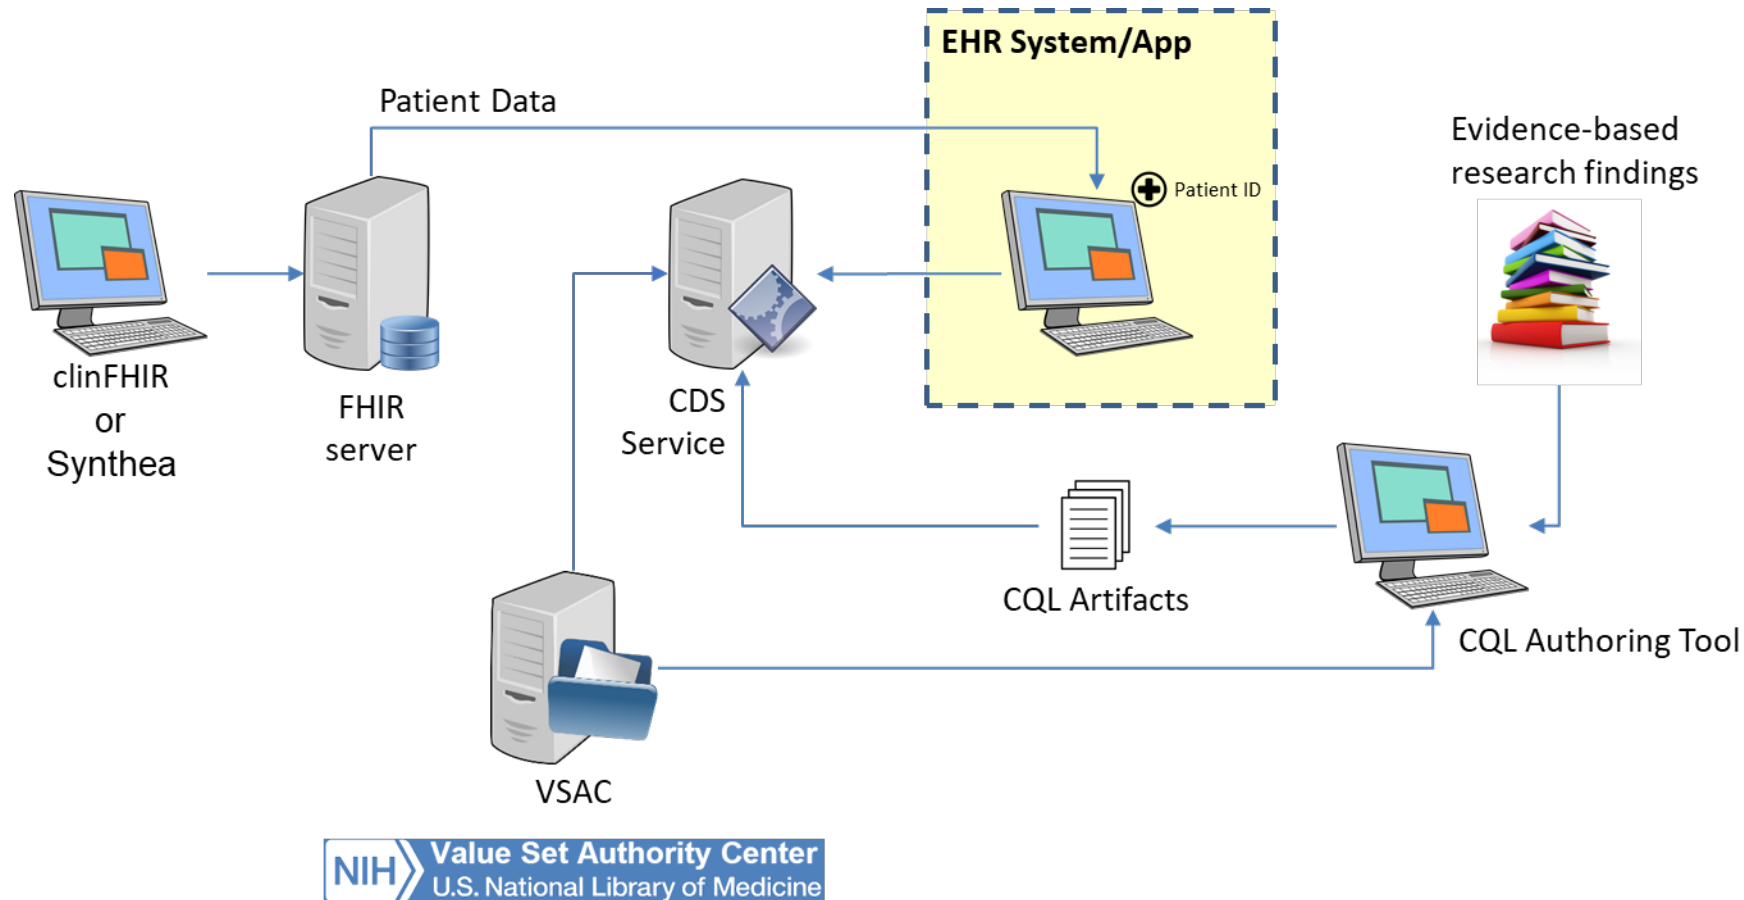 EHR System/App
Patient Data
Evidence-based
research findings
Patient ID
clinFHIR
or
Synthea
FHIR
server
CDS
Service
CQL Artifacts
CQL Authoring Tool
VSAC
NIH
Value Set Authority Center
U.S. National Library of Medicine